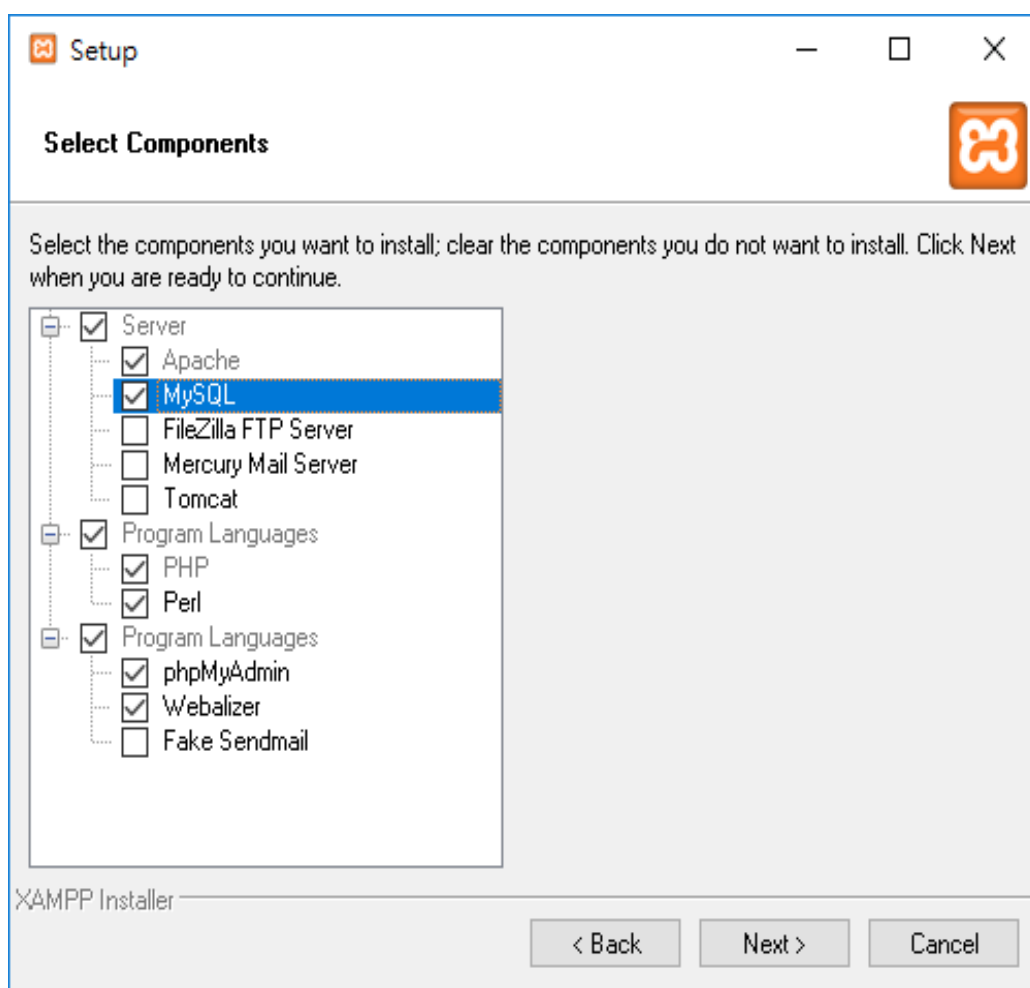 Setup
Select Components
Select the components you want to install; clear the components you do not want to install. Click Next
when you are ready to continue.
Server
Apache
MySQL
FileZilla FTP Server
Mercury Mail Server
Tomcat
Program Languages
PHP
Perl
Program Languages
phpMyAdmin
Webalizer
Fake Sendmail
XAMPP Installer
< Back Next > Cancel